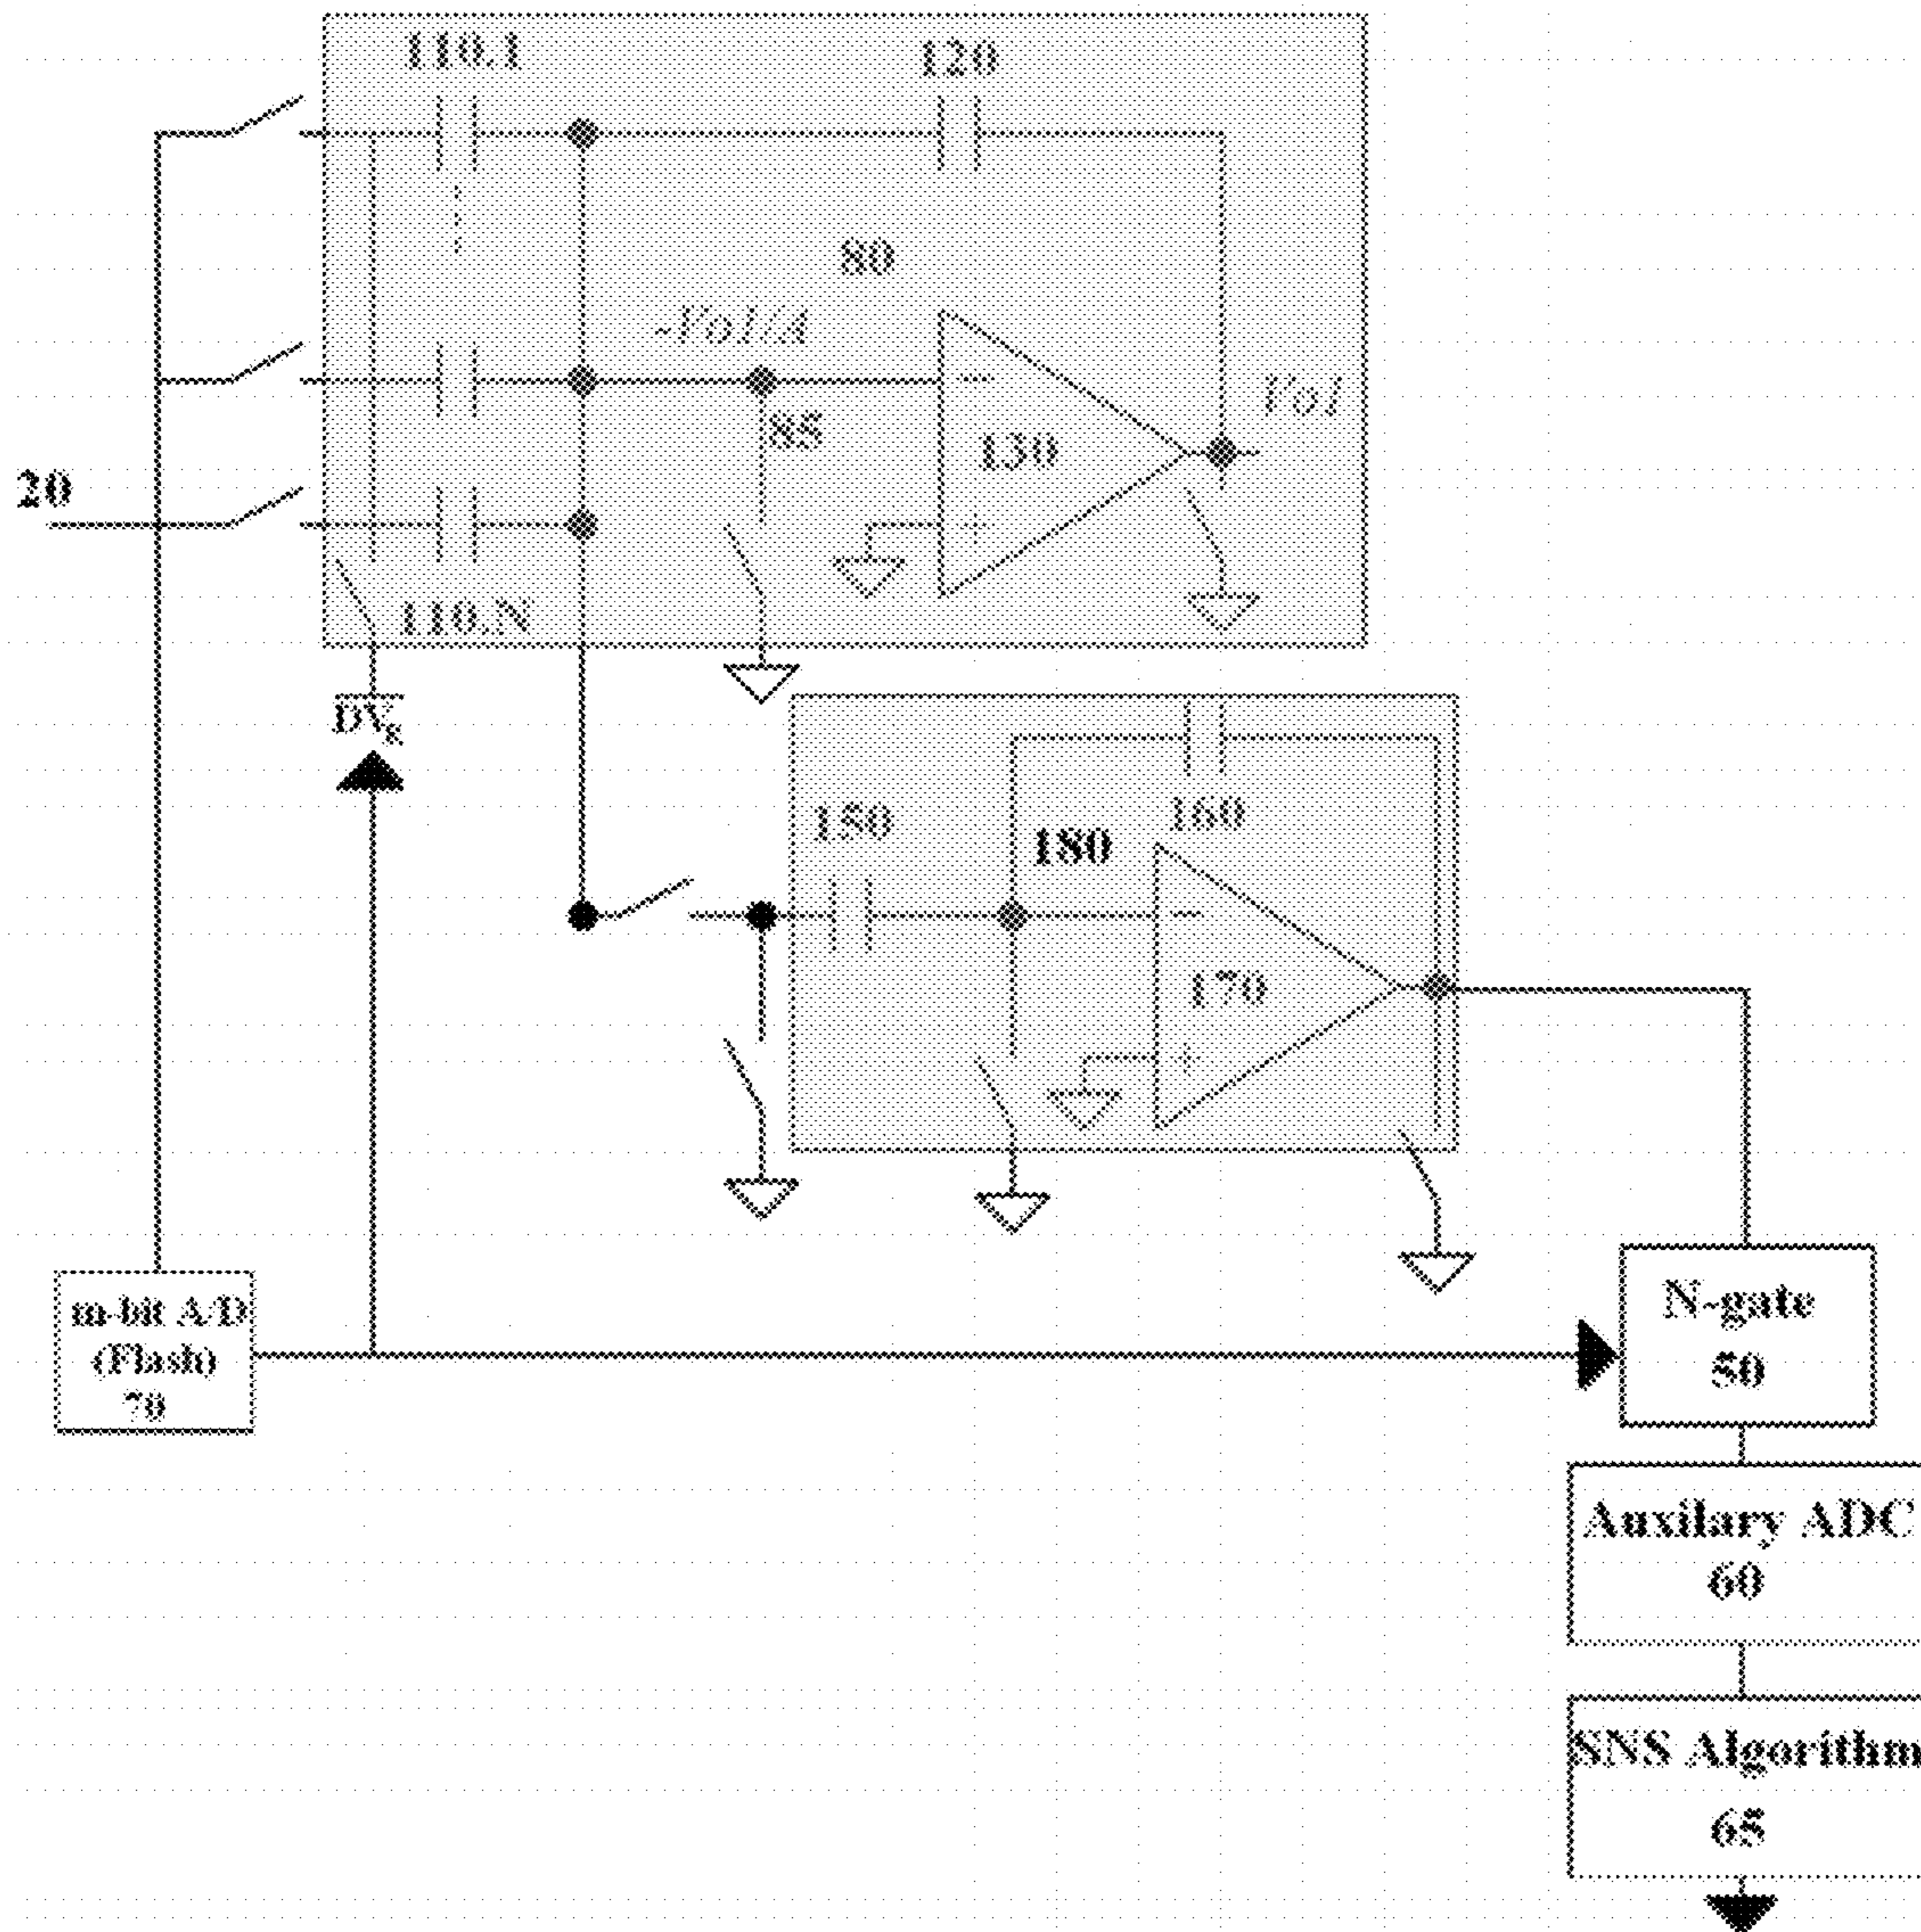 110.1
120
80
-Vo1/A
Vo1
85
130
20
-
+
110.N
DVR
150
180
160
-
170
+
m-bit A/D
(Flash)
70
N-gate
50
Auxilary ADC
60
SNS Algorithm
65